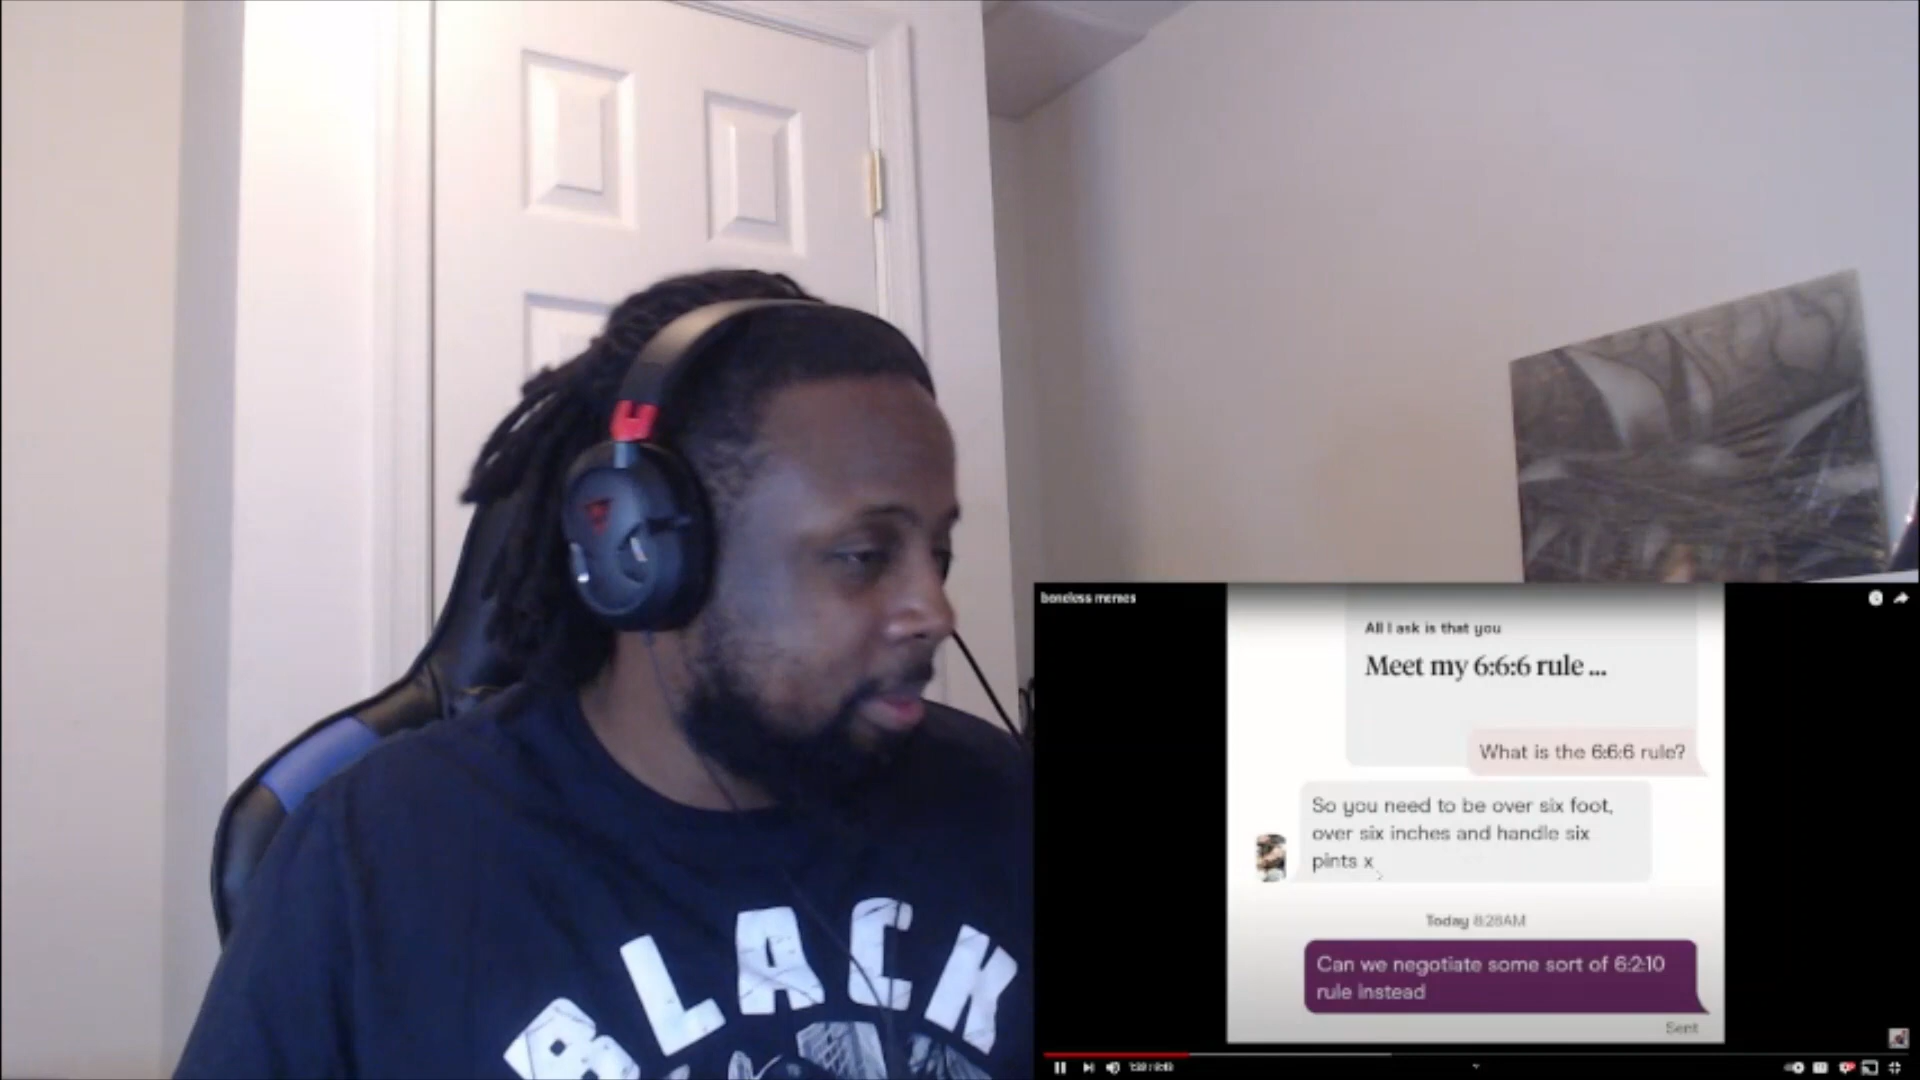 BLACK
boneless memes
All I ask is that you
Meet my 6:6:6 rule ...
What is the 6:6:6 rule?
So you need to be over six foot,
over six inches and handle six
pints x
Today 8:28AM
Can we negotiate some sort of 6:2:10
rule instead
Sent